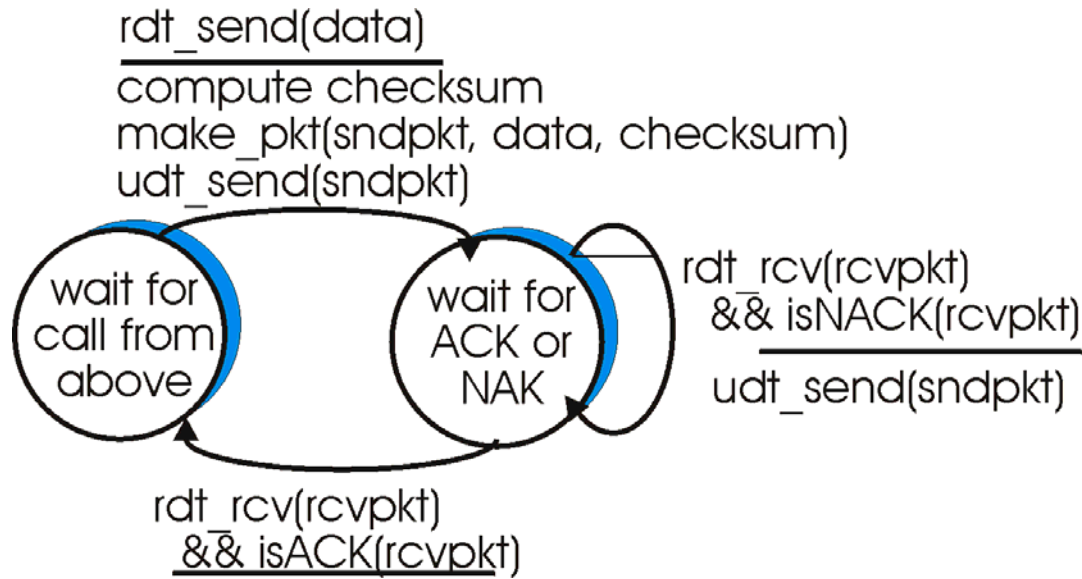 rdt_send(data)
compute checksum
make_pkt(sndpkt, data, checksum)
udt_send(sndpkt)
wait for
call from
above
wait for
ACK or
NAK
rdt_rcv(rcvpkt)
&& isNACK(rcvpkt)
udt_send(sndpkt)
rdt_rcv(rcvpkt)
&& isACK(rcvpkt)